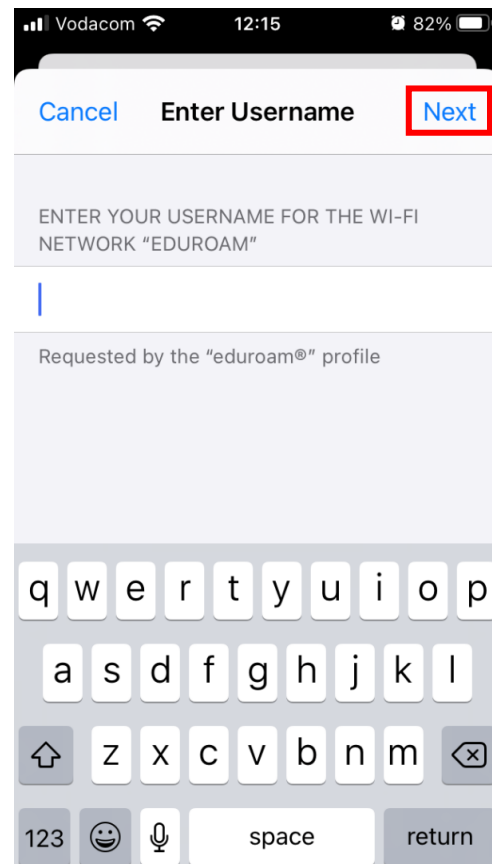 Vodacom 12:15 82%
Cancel Enter Username Next
ENTER YOUR USERNAME FOR THE WI-FI
NETWORK “EDUROAM”
Requested by the “eduroam®” profile
q w e r t y u i o p
a s d f g h j k l
z x c v b n m
123 space return